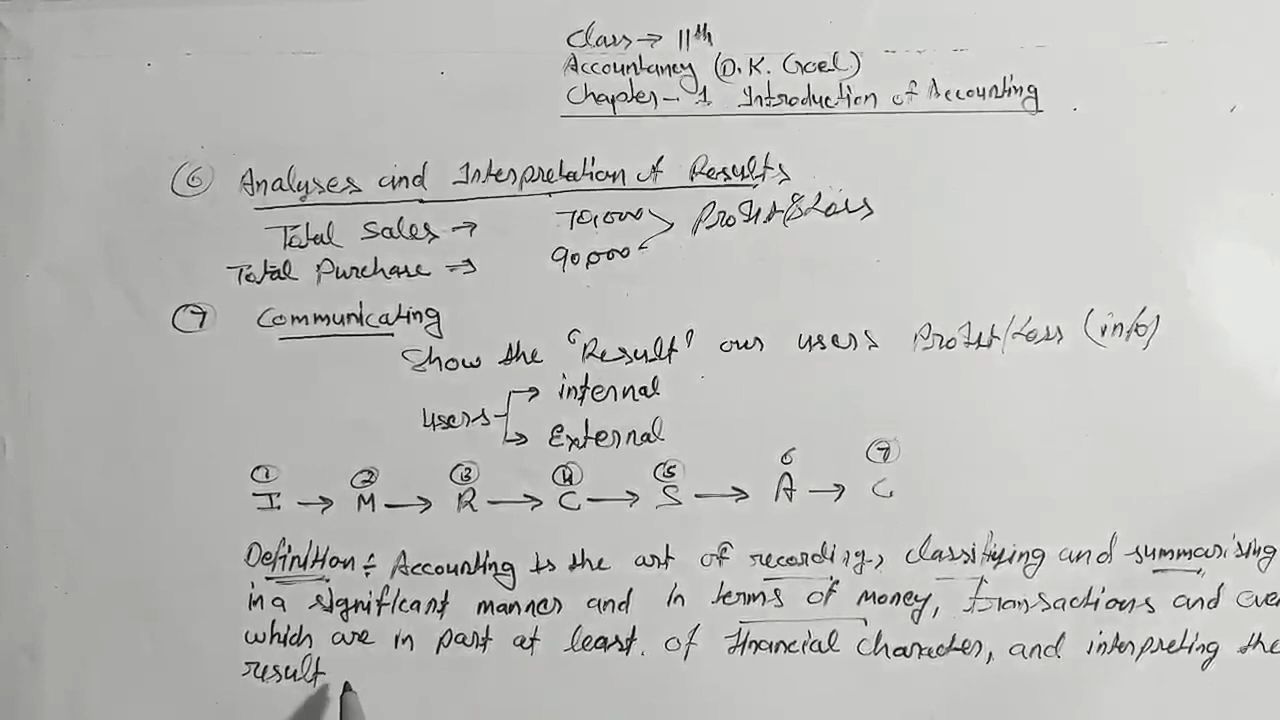 Class → 11th
Accountancy (D.K. Goel)
Chapter - 1 Introduction of Accounting
(6) Analyses and Interpretation of Results
Total Sales → 70,000
Profit & Loss
Total Purchase ⇒ 90,000
(7) Communicating
Show the "Result" our users Profit/Loss (info)
users → internal
→ External
(1) (2) (3) (4) (5) 6 (7)
I → M → R → C → S → A → C
Definition :- Accounting is the art of recording, classifying and summarising
in a significant manner and in terms of money, transactions and eve
which are in part at least. of financial character, and interpreting the
result